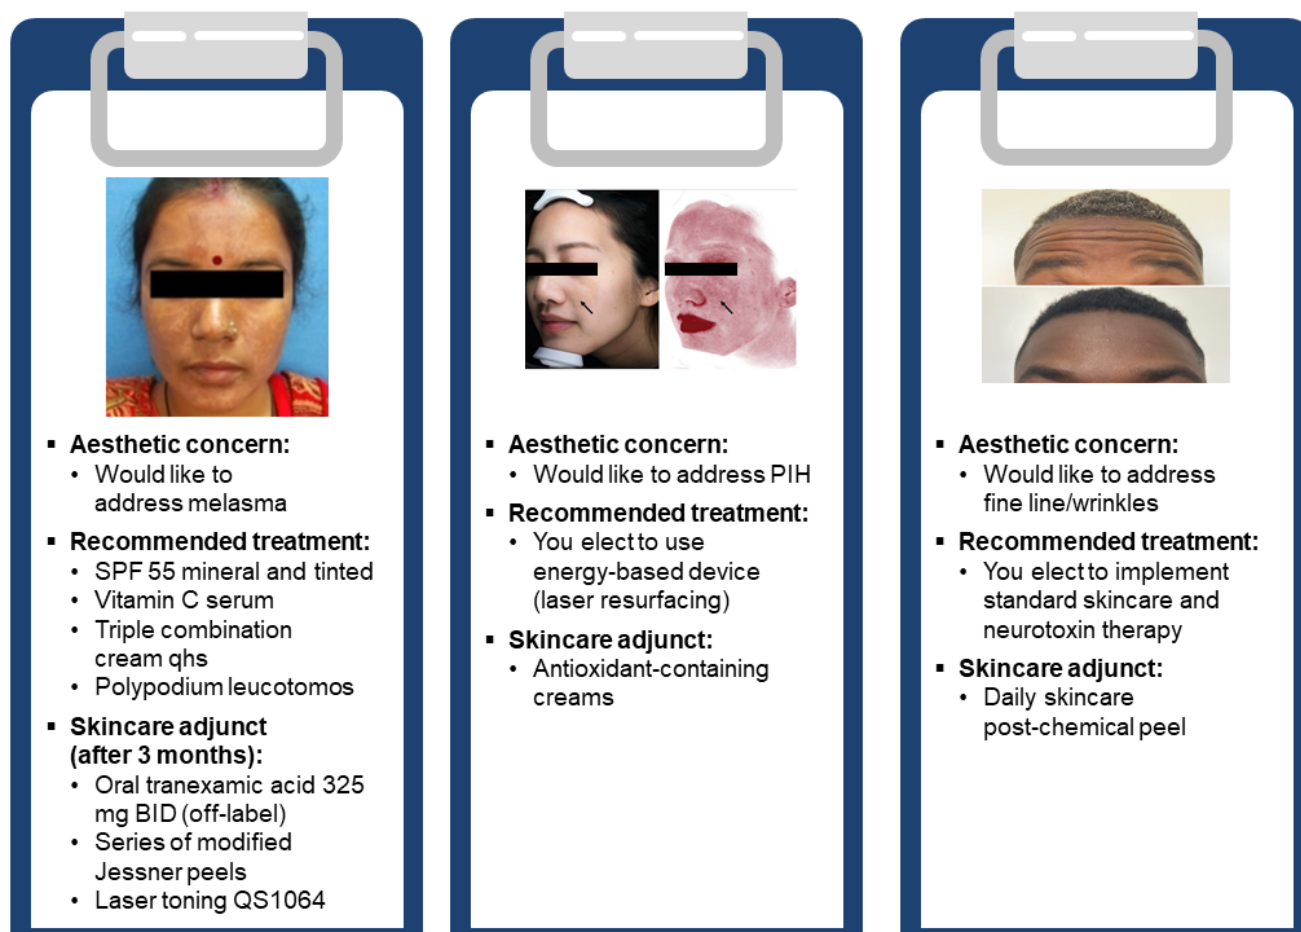 ▪ Aesthetic concern:
• Would like to
address melasma
▪ Recommended treatment:
• SPF 55 mineral and tinted
• Vitamin C serum
• Triple combination
cream qhs
• Polypodium leucotomos
▪ Skincare adjunct
(after 3 months):
• Oral tranexamic acid 325
mg BID (off-label)
• Series of modified
Jessner peels
• Laser toning QS1064
▪ Aesthetic concern:
• Would like to address PIH
▪ Recommended treatment:
• You elect to use
energy-based device
(laser resurfacing)
▪ Skincare adjunct:
• Antioxidant-containing
creams
▪ Aesthetic concern:
• Would like to address
fine line/wrinkles
▪ Recommended treatment:
• You elect to implement
standard skincare and
neurotoxin therapy
▪ Skincare adjunct:
• Daily skincare
post-chemical peel